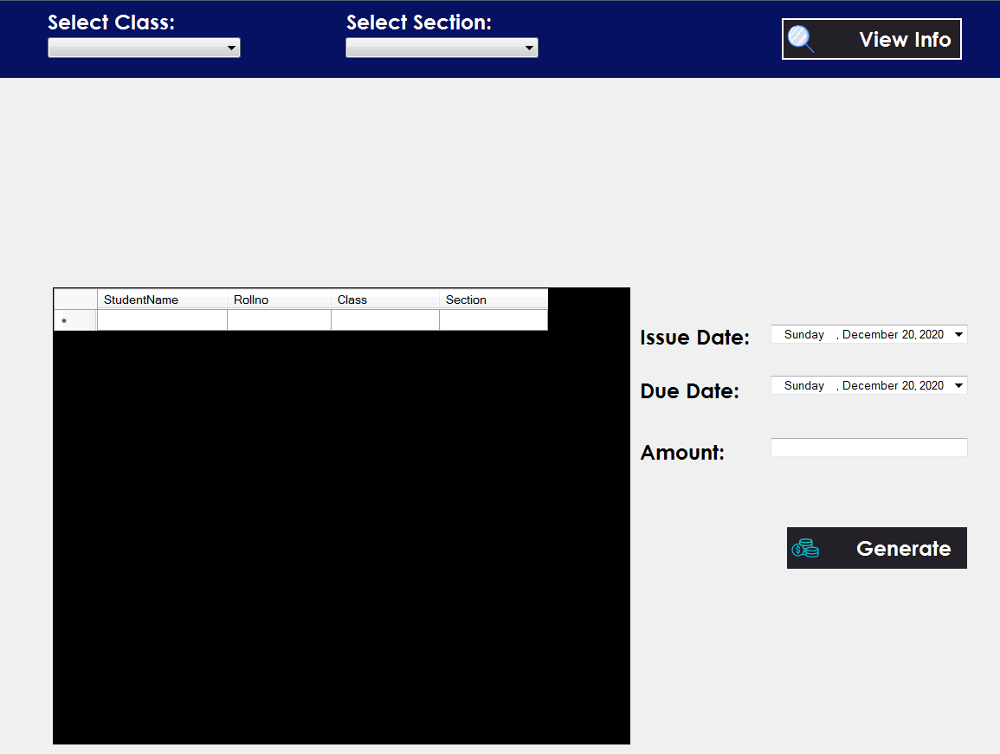 Select Class:
Select Section:
View Info
StudentName Rollno Class Section
*
Issue Date: Sunday , December 20, 2020
Due Date: Sunday , December 20, 2020
Amount:
Generate